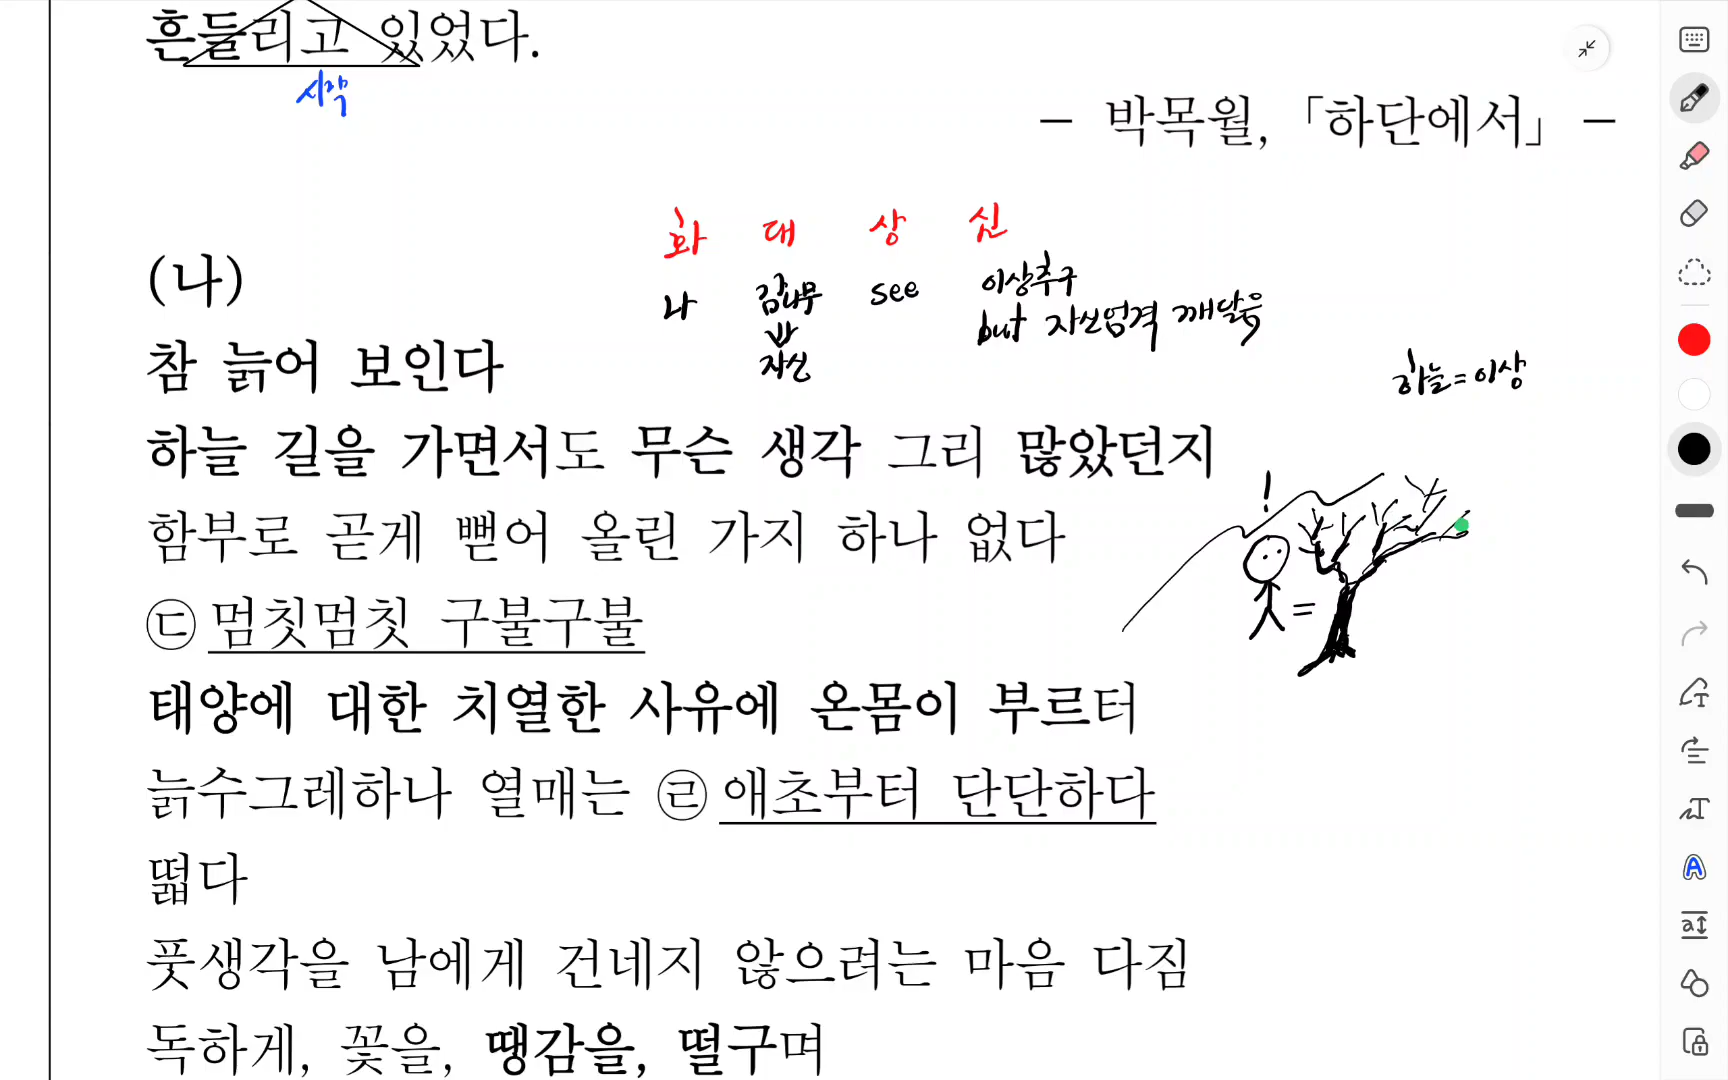 흔들리고 있었다.
시작
― 박목월, 「하단에서」 ―
화 대 상 심
(나)
나 감나무 see 이상추구
but 자신엄격 깨달음
자신
참 늙어 보인다
하늘=이상
하늘 길을 가면서도 무슨 생각 그리 많았던지
!
함부로 곧게 뻗어 올린 가지 하나 없다
=
㉢ 멈칫멈칫 구불구불
태양에 대한 치열한 사유에 온몸이 부르터
늙수그레하나 열매는 ㉣ 애초부터 단단하다
떫다
풋생각을 남에게 건네지 않으려는 마음 다짐
독하게, 꽃을, 땡감을, 떨구며